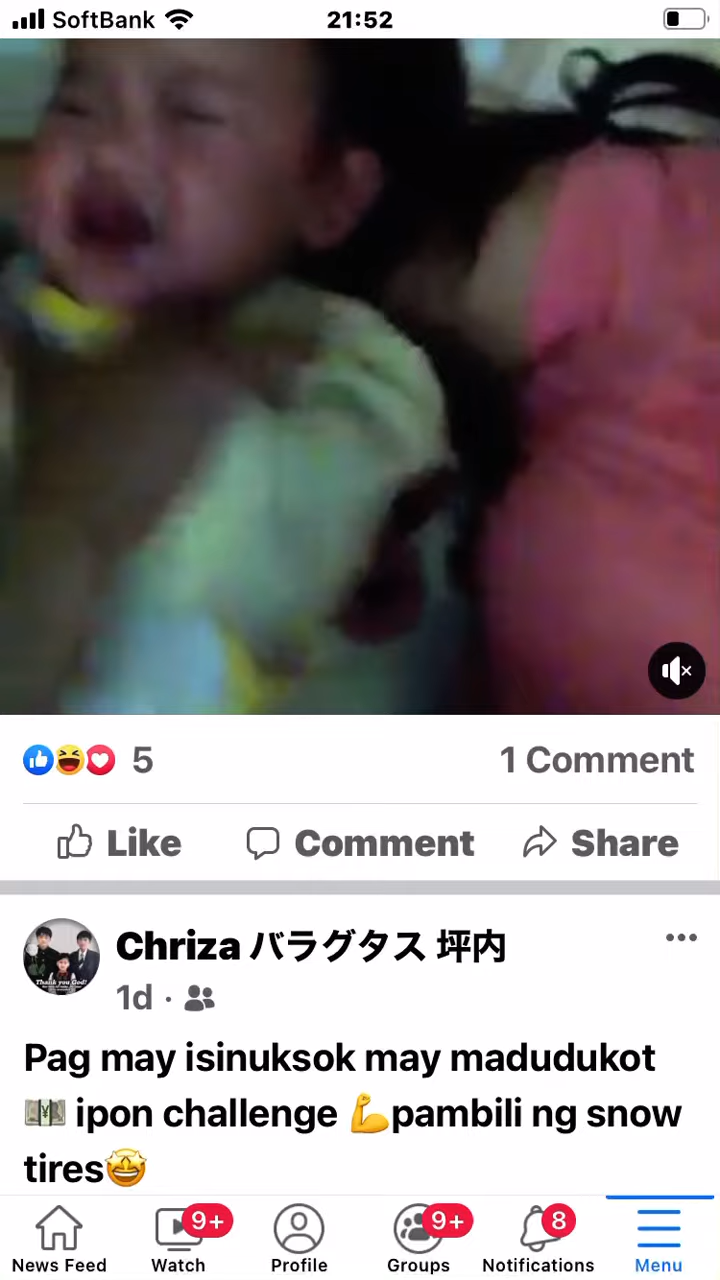 SoftBank 21:52
5 1 Comment
Like Comment Share
Chriza バラグタス 坪内
1d
Pag may isinuksok may madudukot
💴 ipon challenge 💪pambili ng snow
tires🤩
9+ 9+ 8
News Feed Watch Profile Groups Notifications Menu